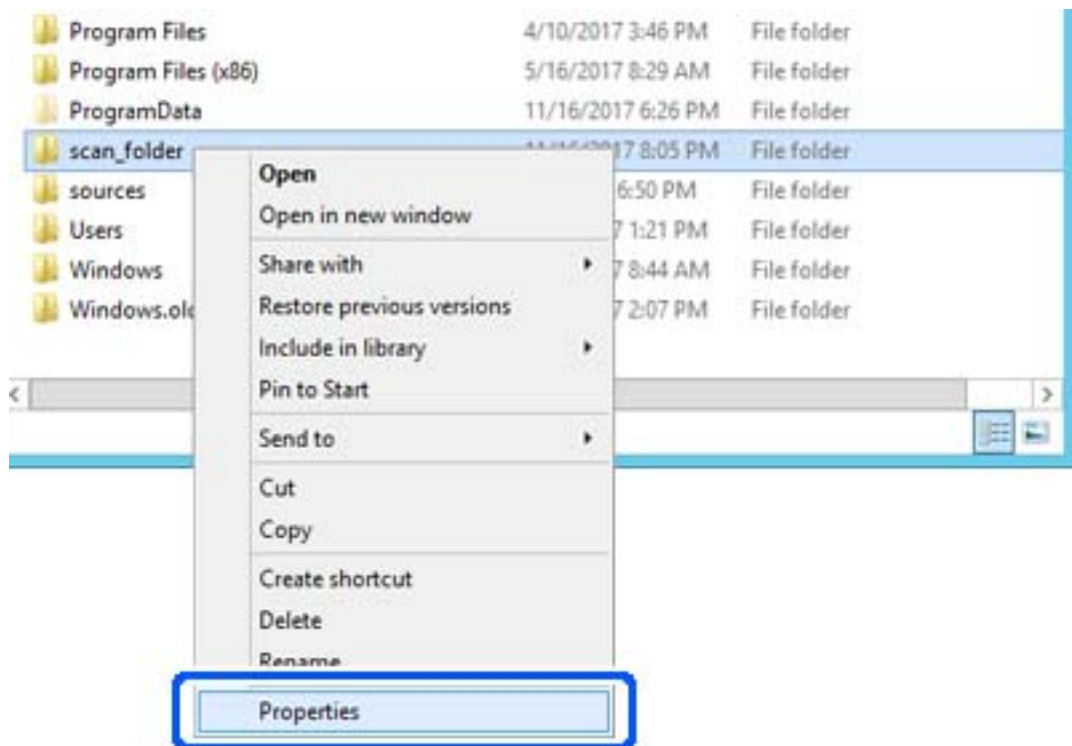 Program Files 4/10/2017 3:46 PM File folder
Program Files (x86) 5/16/2017 8:29 AM File folder
ProgramData 11/16/2017 6:26 PM File folder
scan_folder 8:05 PM File folder
sources 6:50 PM File folder
Users 1:21 PM File folder
Windows 8:44 AM File folder
Windows.old 2:07 PM File folder
Open
Open in new window
Share with
Restore previous versions
Include in library
Pin to Start
Send to
Cut
Copy
Create shortcut
Delete
Rename
Properties